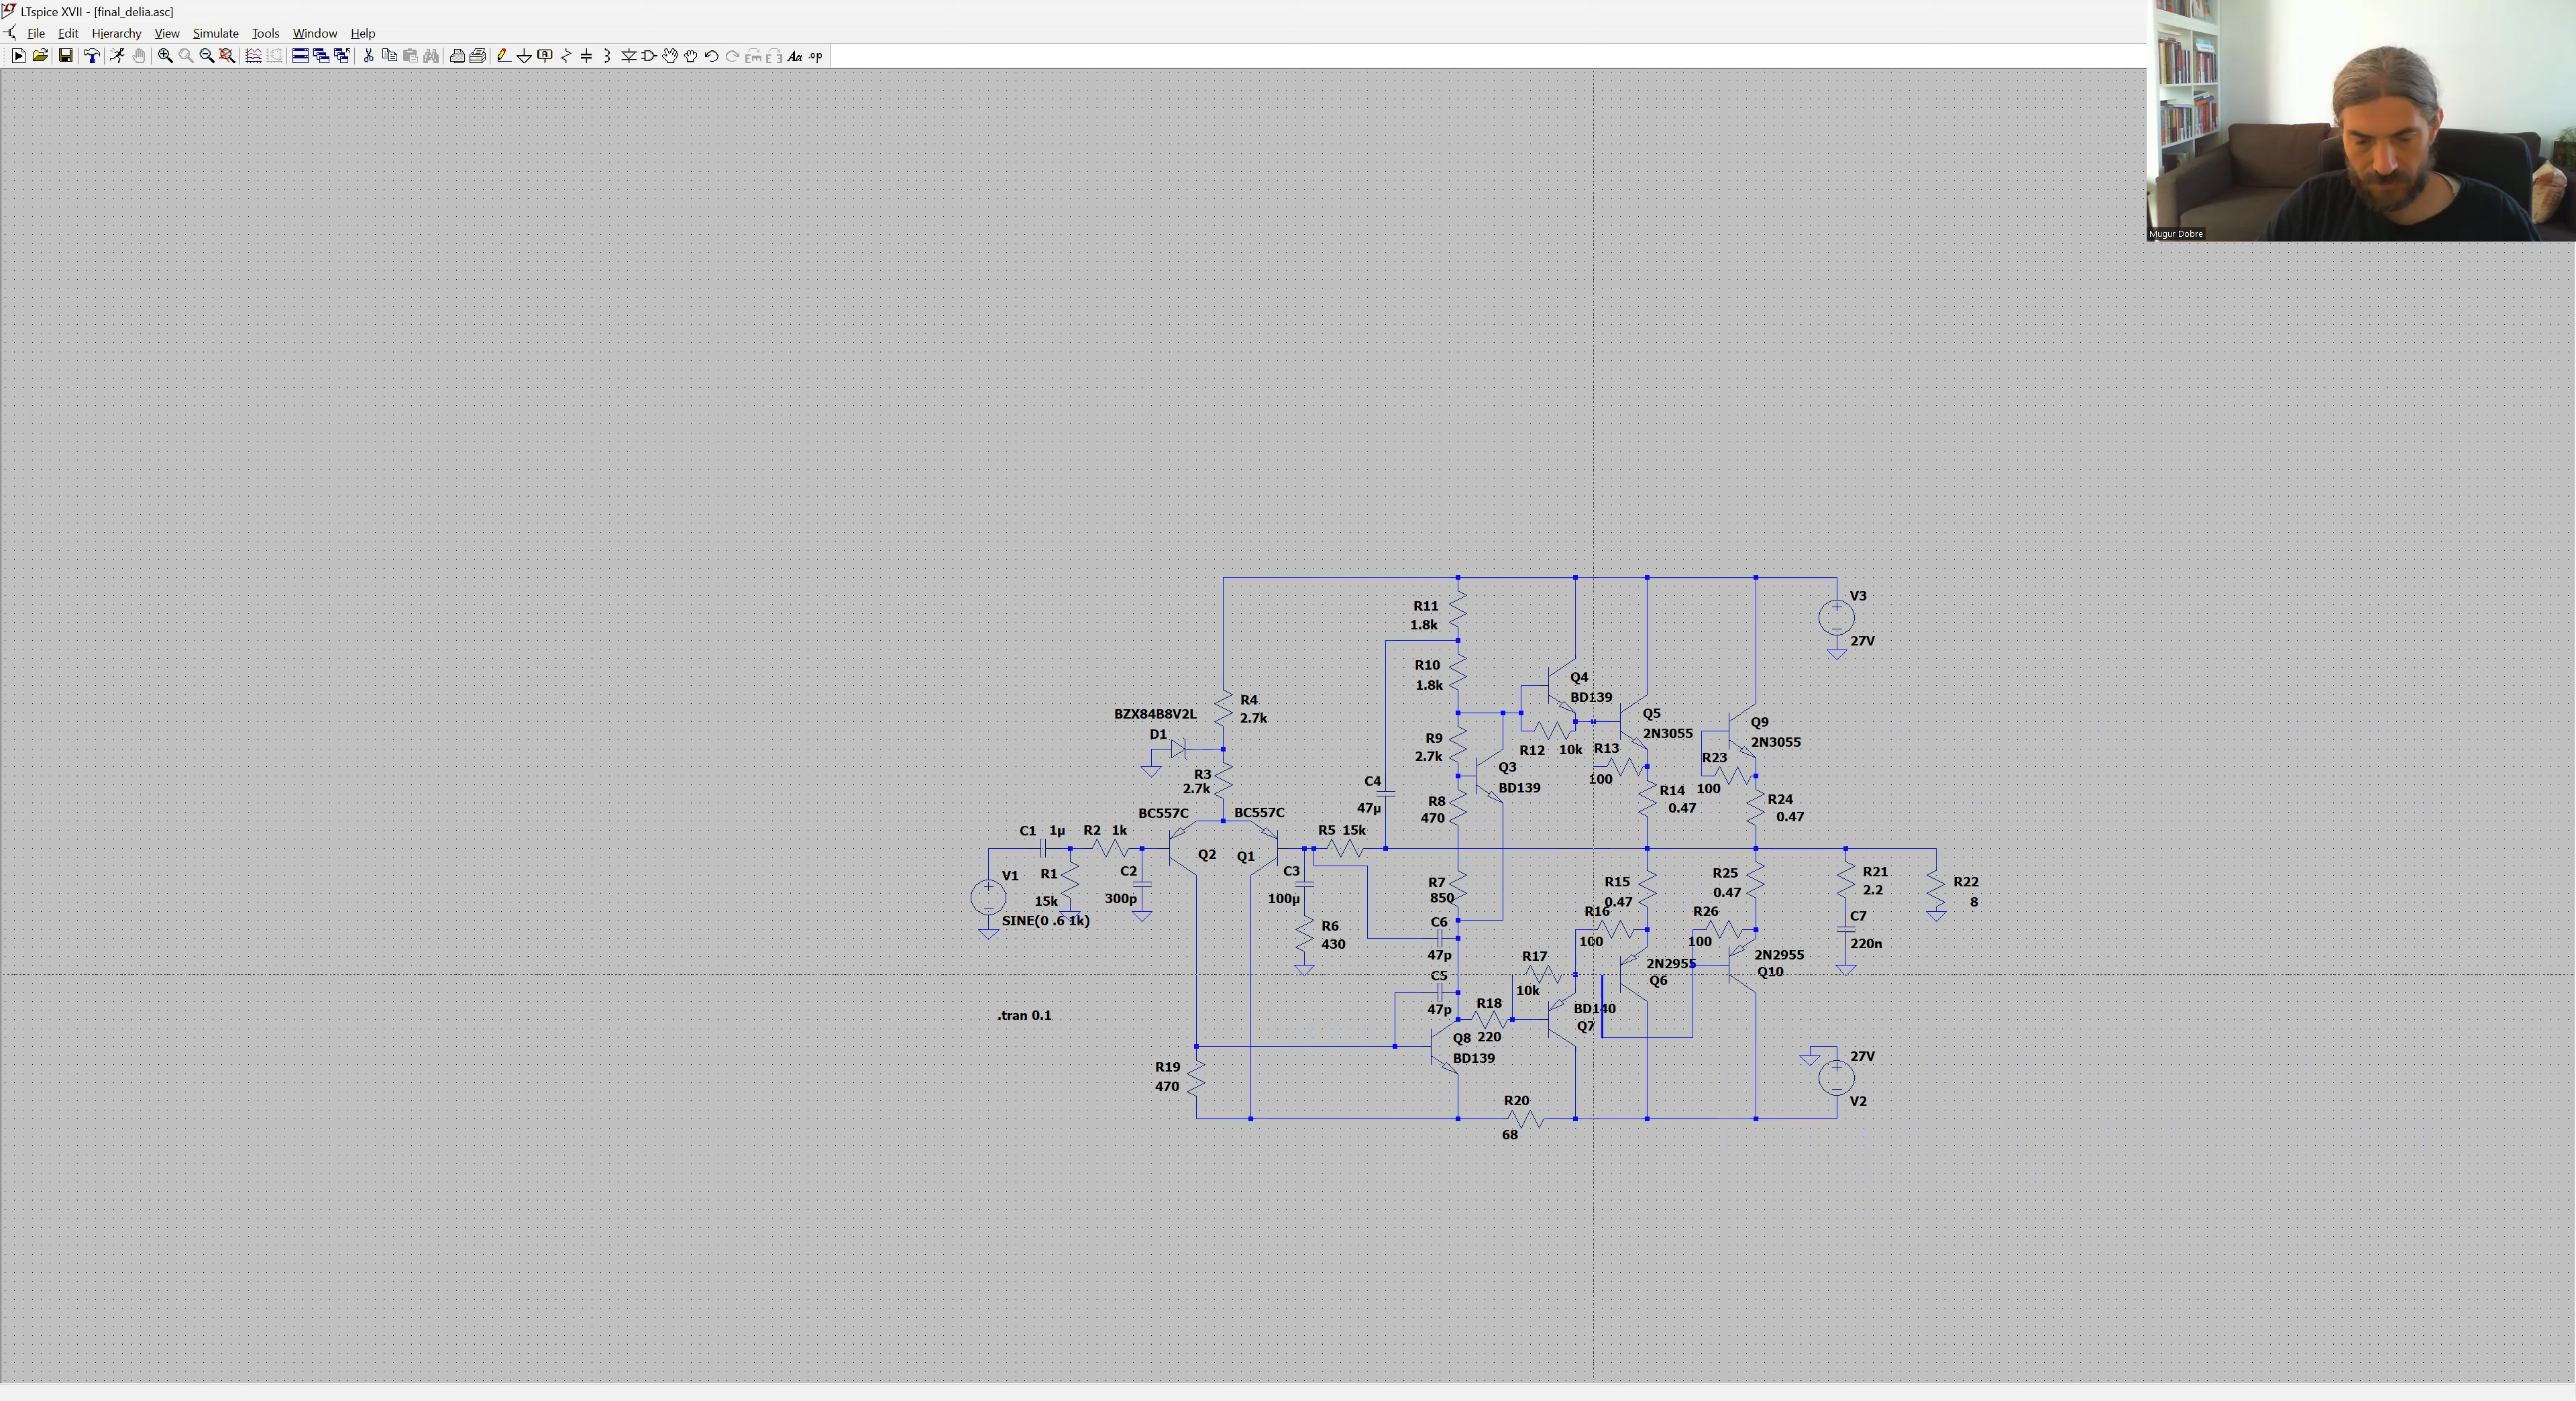 LTspice XVII - [final_delia.asc]
File Edit Hierarchy View Simulate Tools Window Help
Aa .op
Mugur Dobre
V3
27V
R11
1.8k
R10
1.8k
Q4
BD139
R4
2.7k
BZX84B8V2L
D1
Q5
2N3055
Q9
2N3055
R9
2.7k
R12 10k
R13
100
R23
100
Q3
BD139
R3
2.7k
C4
47µ
R8
470
R14
0.47
R24
0.47
BC557C
BC557C
C1 1µ
R2 1k
R5 15k
Q2
Q1
V1
SINE(0 .6 1k)
R1
15k
C2
300p
C3
100µ
R6
430
R7
850
R15
0.47
R25
0.47
R21
2.2
R22
8
R16
100
R26
100
C7
220n
C6
47p
R17
10k
2N2955
Q6
2N2955
Q10
C5
47p
R18
220
BD140
Q7
.tran 0.1
Q8
BD139
R19
470
R20
68
27V
V2